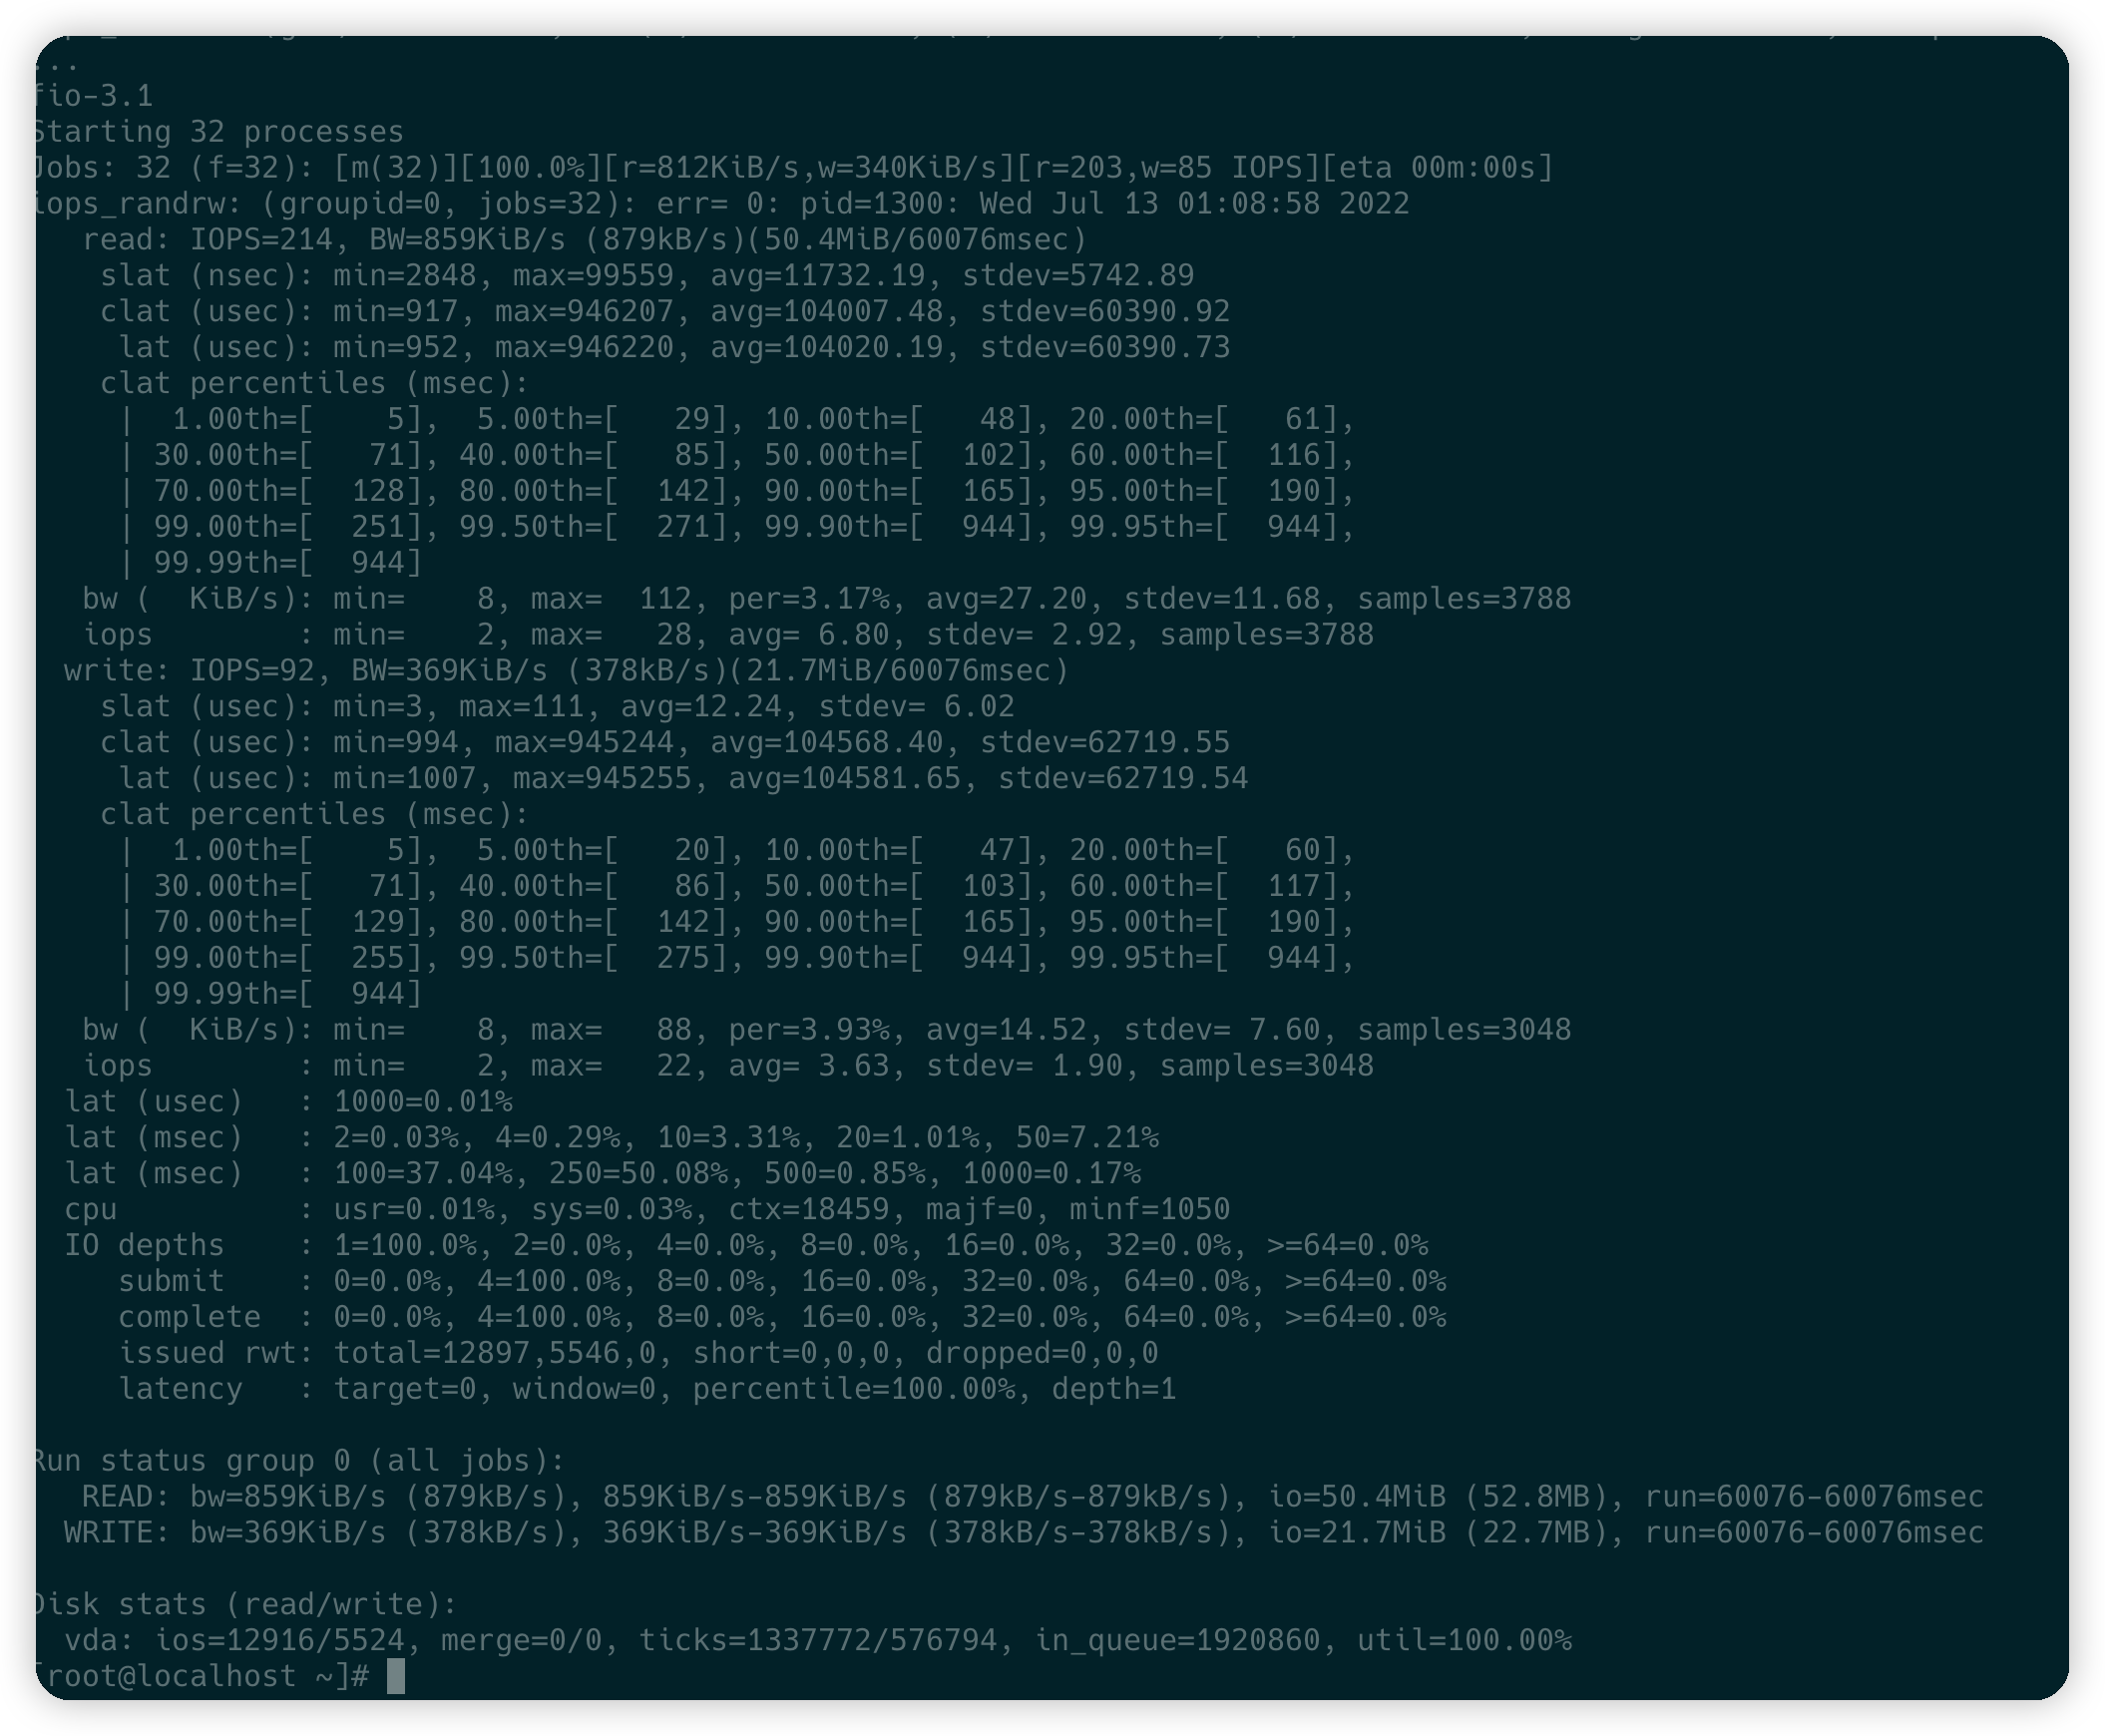 ...
fio-3.1
Starting 32 processes
Jobs: 32 (f=32): [m(32)][100.0%][r=812KiB/s,w=340KiB/s][r=203,w=85 IOPS][eta 00m:00s]
iops_randrw: (groupid=0, jobs=32): err= 0: pid=1300: Wed Jul 13 01:08:58 2022
   read: IOPS=214, BW=859KiB/s (879kB/s)(50.4MiB/60076msec)
    slat (nsec): min=2848, max=99559, avg=11732.19, stdev=5742.89
    clat (usec): min=917, max=946207, avg=104007.48, stdev=60390.92
     lat (usec): min=952, max=946220, avg=104020.19, stdev=60390.73
    clat percentiles (msec):
     |  1.00th=[    5],  5.00th=[   29], 10.00th=[   48], 20.00th=[   61],
     | 30.00th=[   71], 40.00th=[   85], 50.00th=[  102], 60.00th=[  116],
     | 70.00th=[  128], 80.00th=[  142], 90.00th=[  165], 95.00th=[  190],
     | 99.00th=[  251], 99.50th=[  271], 99.90th=[  944], 99.95th=[  944],
     | 99.99th=[  944]
   bw (  KiB/s): min=    8, max=  112, per=3.17%, avg=27.20, stdev=11.68, samples=3788
   iops        : min=    2, max=   28, avg= 6.80, stdev= 2.92, samples=3788
  write: IOPS=92, BW=369KiB/s (378kB/s)(21.7MiB/60076msec)
    slat (usec): min=3, max=111, avg=12.24, stdev= 6.02
    clat (usec): min=994, max=945244, avg=104568.40, stdev=62719.55
     lat (usec): min=1007, max=945255, avg=104581.65, stdev=62719.54
    clat percentiles (msec):
     |  1.00th=[    5],  5.00th=[   20], 10.00th=[   47], 20.00th=[   60],
     | 30.00th=[   71], 40.00th=[   86], 50.00th=[  103], 60.00th=[  117],
     | 70.00th=[  129], 80.00th=[  142], 90.00th=[  165], 95.00th=[  190],
     | 99.00th=[  255], 99.50th=[  275], 99.90th=[  944], 99.95th=[  944],
     | 99.99th=[  944]
   bw (  KiB/s): min=    8, max=   88, per=3.93%, avg=14.52, stdev= 7.60, samples=3048
   iops        : min=    2, max=   22, avg= 3.63, stdev= 1.90, samples=3048
  lat (usec)   : 1000=0.01%
  lat (msec)   : 2=0.03%, 4=0.29%, 10=3.31%, 20=1.01%, 50=7.21%
  lat (msec)   : 100=37.04%, 250=50.08%, 500=0.85%, 1000=0.17%
  cpu          : usr=0.01%, sys=0.03%, ctx=18459, majf=0, minf=1050
  IO depths    : 1=100.0%, 2=0.0%, 4=0.0%, 8=0.0%, 16=0.0%, 32=0.0%, >=64=0.0%
     submit    : 0=0.0%, 4=100.0%, 8=0.0%, 16=0.0%, 32=0.0%, 64=0.0%, >=64=0.0%
     complete  : 0=0.0%, 4=100.0%, 8=0.0%, 16=0.0%, 32=0.0%, 64=0.0%, >=64=0.0%
     issued rwt: total=12897,5546,0, short=0,0,0, dropped=0,0,0
     latency   : target=0, window=0, percentile=100.00%, depth=1
Run status group 0 (all jobs):
   READ: bw=859KiB/s (879kB/s), 859KiB/s-859KiB/s (879kB/s-879kB/s), io=50.4MiB (52.8MB), run=60076-60076msec
  WRITE: bw=369KiB/s (378kB/s), 369KiB/s-369KiB/s (378kB/s-378kB/s), io=21.7MiB (22.7MB), run=60076-60076msec
Disk stats (read/write):
  vda: ios=12916/5524, merge=0/0, ticks=1337772/576794, in_queue=1920860, util=100.00%
[root@localhost ~]#